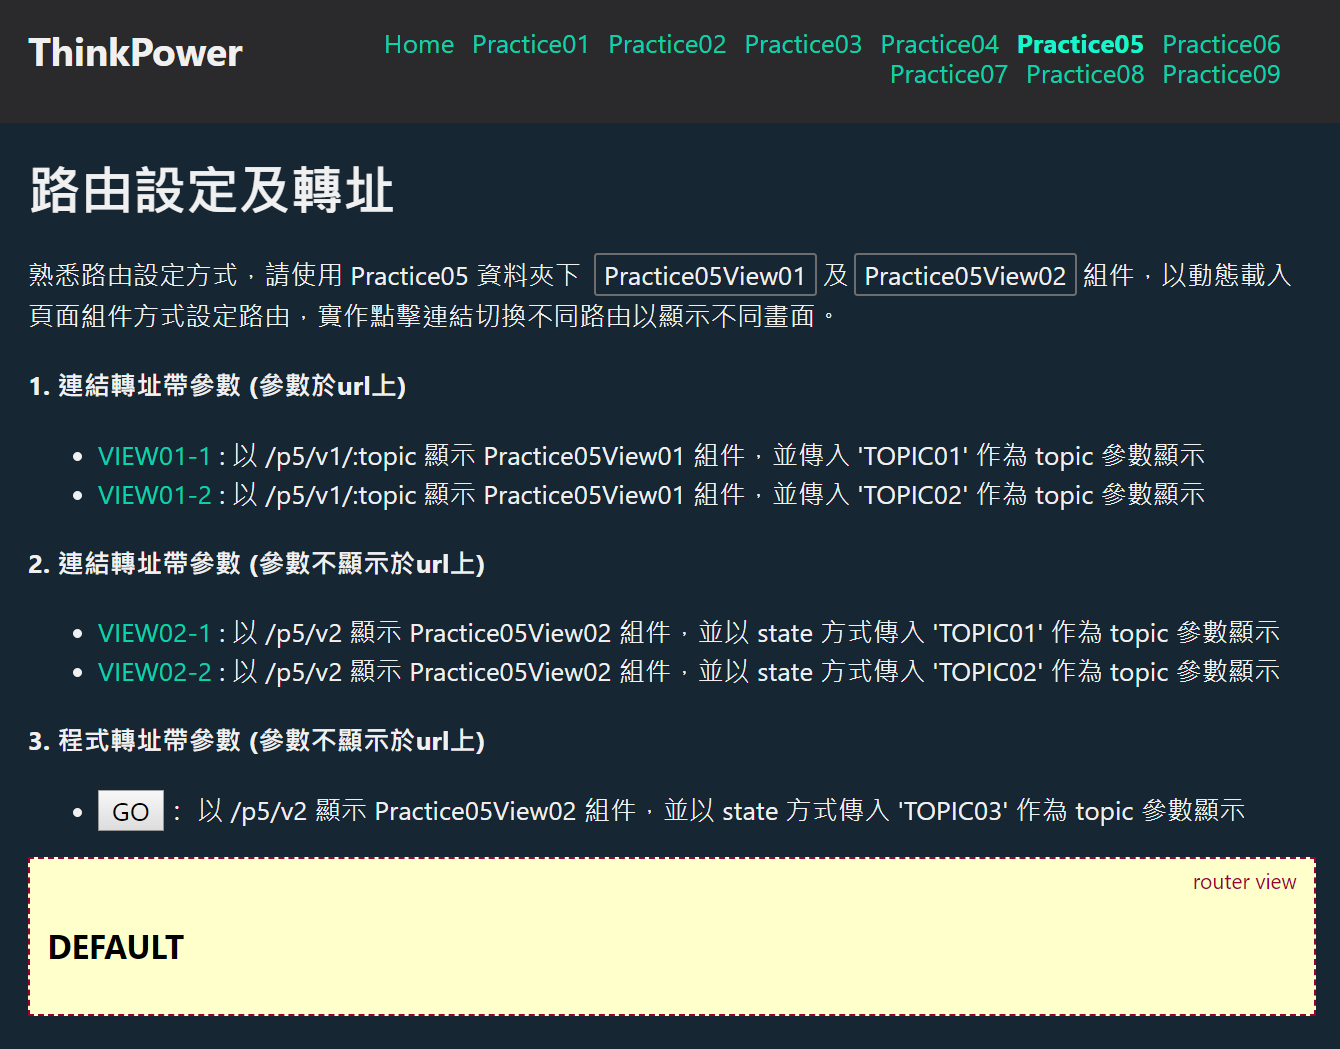 ThinkPower
Home Practice01 Practice02 Practice03 Practice04 Practice05 Practice06
Practice07 Practice08 Practice09
路由設定及轉址
熟悉路由設定方式，請使用 Practice05 資料夾下 Practice05View01 及 Practice05View02 組件，以動態載入
頁面組件方式設定路由，實作點擊連結切換不同路由以顯示不同畫面。
1. 連結轉址帶參數 (參數於url上)
• VIEW01-1 : 以 /p5/v1/:topic 顯示 Practice05View01 組件，並傳入 'TOPIC01' 作為 topic 參數顯示
• VIEW01-2 : 以 /p5/v1/:topic 顯示 Practice05View01 組件，並傳入 'TOPIC02' 作為 topic 參數顯示
2. 連結轉址帶參數 (參數不顯示於url上)
• VIEW02-1 : 以 /p5/v2 顯示 Practice05View02 組件，並以 state 方式傳入 'TOPIC01' 作為 topic 參數顯示
• VIEW02-2 : 以 /p5/v2 顯示 Practice05View02 組件，並以 state 方式傳入 'TOPIC02' 作為 topic 參數顯示
3. 程式轉址帶參數 (參數不顯示於url上)
• GO ： 以 /p5/v2 顯示 Practice05View02 組件，並以 state 方式傳入 'TOPIC03' 作為 topic 參數顯示
router view
DEFAULT